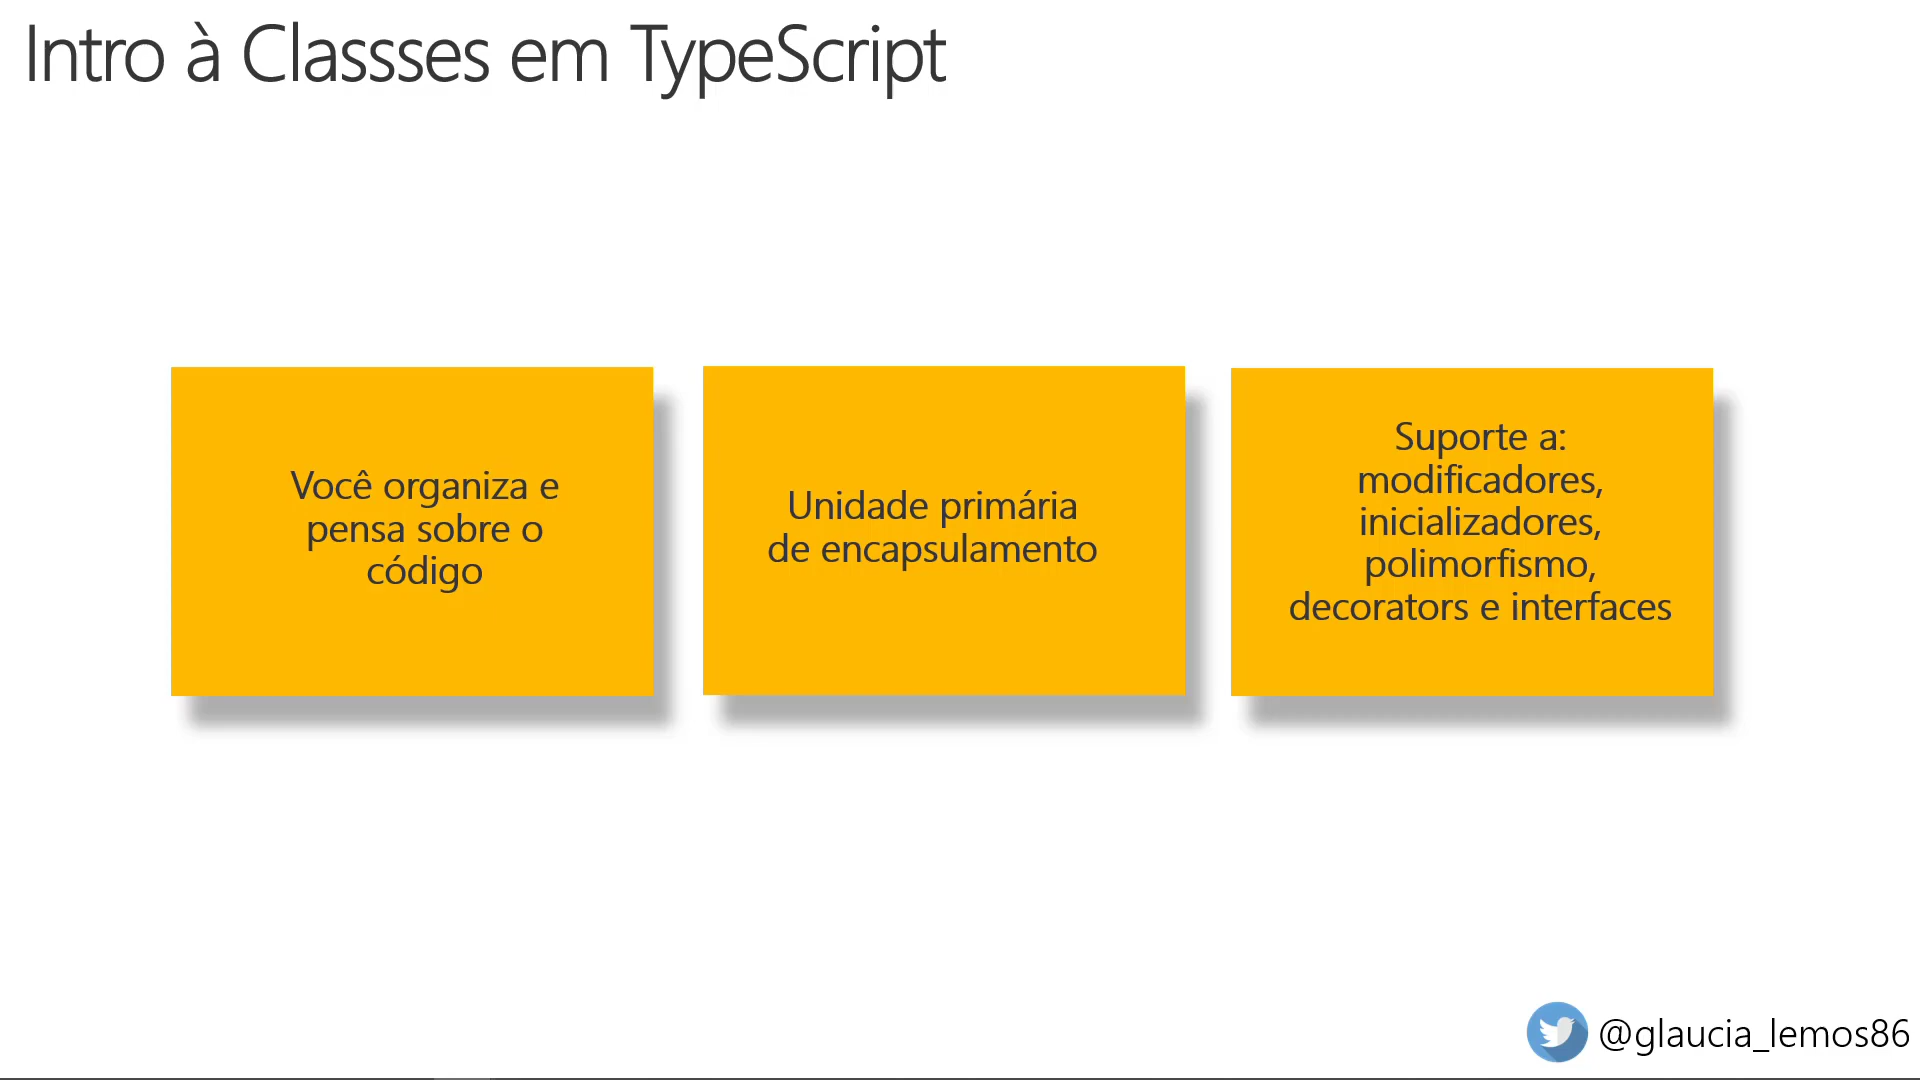 Intro à Classses em TypeScript
Você organiza e
pensa sobre o
código
Unidade primária
de encapsulamento
Suporte a:
modificadores,
inicializadores,
polimorfismo,
decorators e interfaces
@glaucia_lemos86